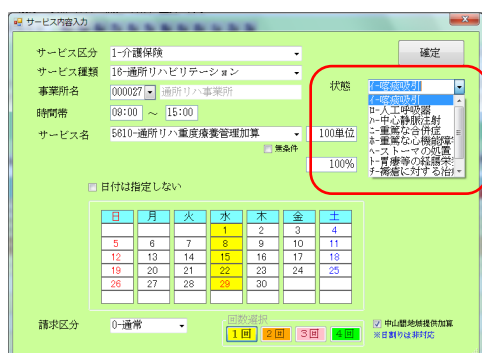 サービス内容入力
サービス区分 1-介護保険 確定
サービス種類 16-通所リハビリテーション
事業所名 000027 通所リハ事業所 状態 イ-喀痰吸引
イ-喀痰吸引
ロ-人工呼吸器
ハ-中心静脈注射
ニ-重篤な合併症
ホ-重篤な心機能障
ヘ-ストーマの処置
ト-胃瘻等の経腸栄
チ-褥瘡に対する治
時間帯 09:00 ～ 15:00
サービス名 5610-通所リハ重度療養管理加算 100単位
無条件
100%
日付は指定しない
日 月 火 水 木 金 土
1 2 3 4
5 6 7 8 9 10 11
12 13 14 15 16 17 18
19 20 21 22 23 24 25
26 27 28 29 30
請求区分 0-通常 回数選択
1回 2回 3回 4回
中山間地域提供加算
※日割りは非対応